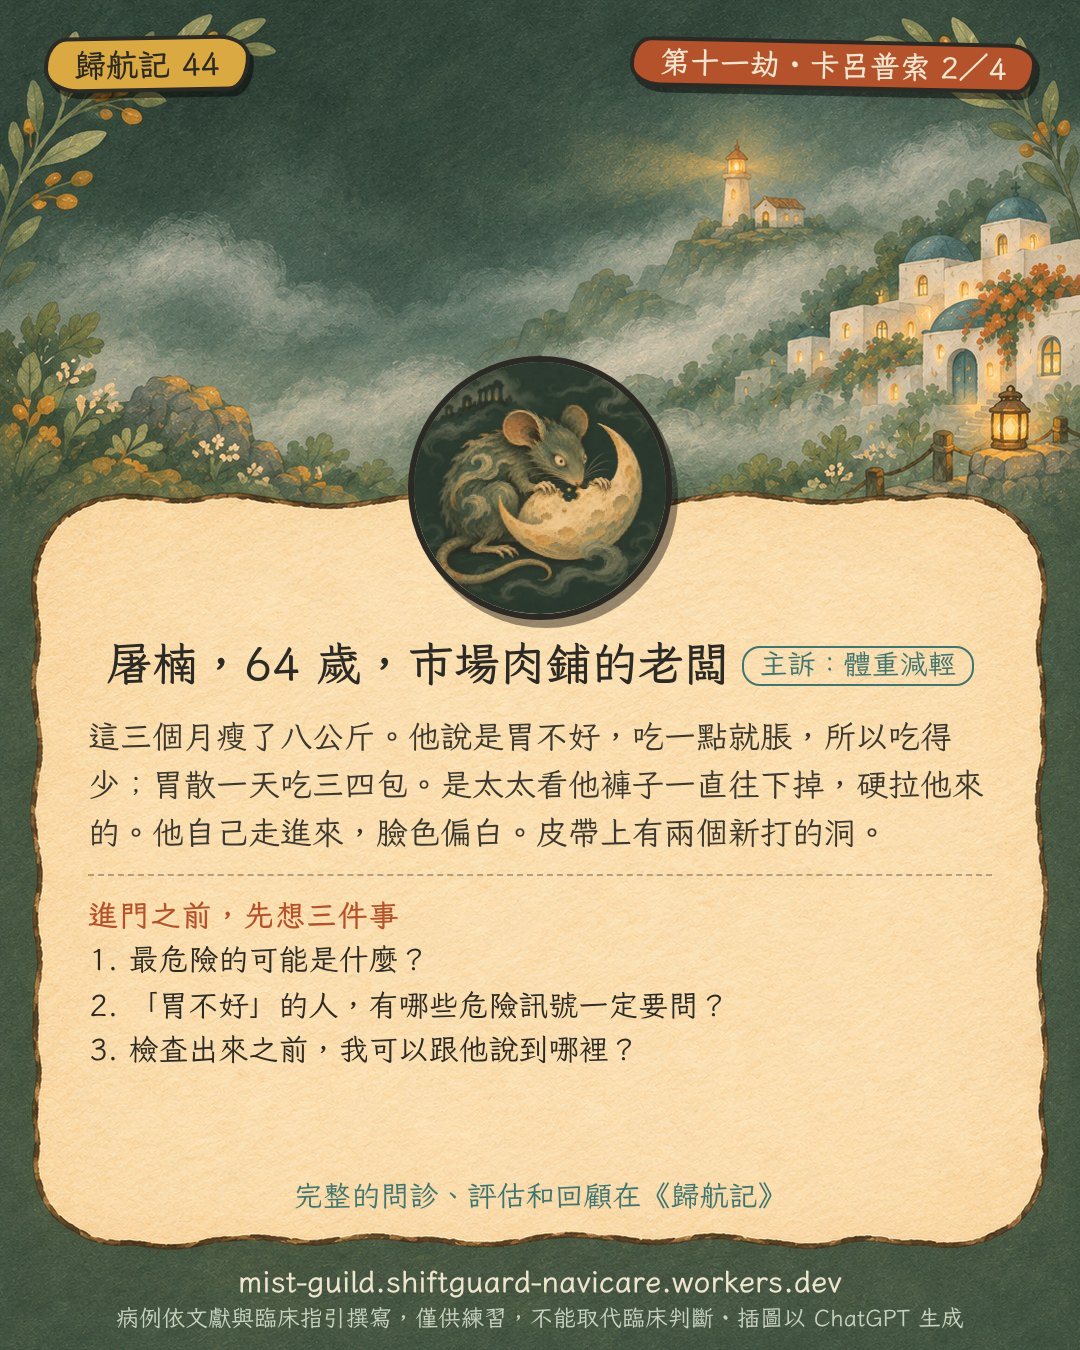 歸航記 44
第十一劫・卡呂普索 2／4
屠楠，64 歲，市場肉鋪的老闆
主訴：體重減輕
這三個月瘦了八公斤。他說是胃不好，吃一點就脹，所以吃得
少；胃散一天吃三四包。是太太看他褲子一直往下掉，硬拉他來
的。他自己走進來，臉色偏白。皮帶上有兩個新打的洞。
進門之前，先想三件事
1. 最危險的可能是什麼？
2. 「胃不好」的人，有哪些危險訊號一定要問？
3. 檢查出來之前，我可以跟他說到哪裡？
完整的問診、評估和回顧在《歸航記》
mist-guild.shiftguard-navicare.workers.dev
病例依文獻與臨床指引撰寫，僅供練習，不能取代臨床判斷・插圖以 ChatGPT 生成